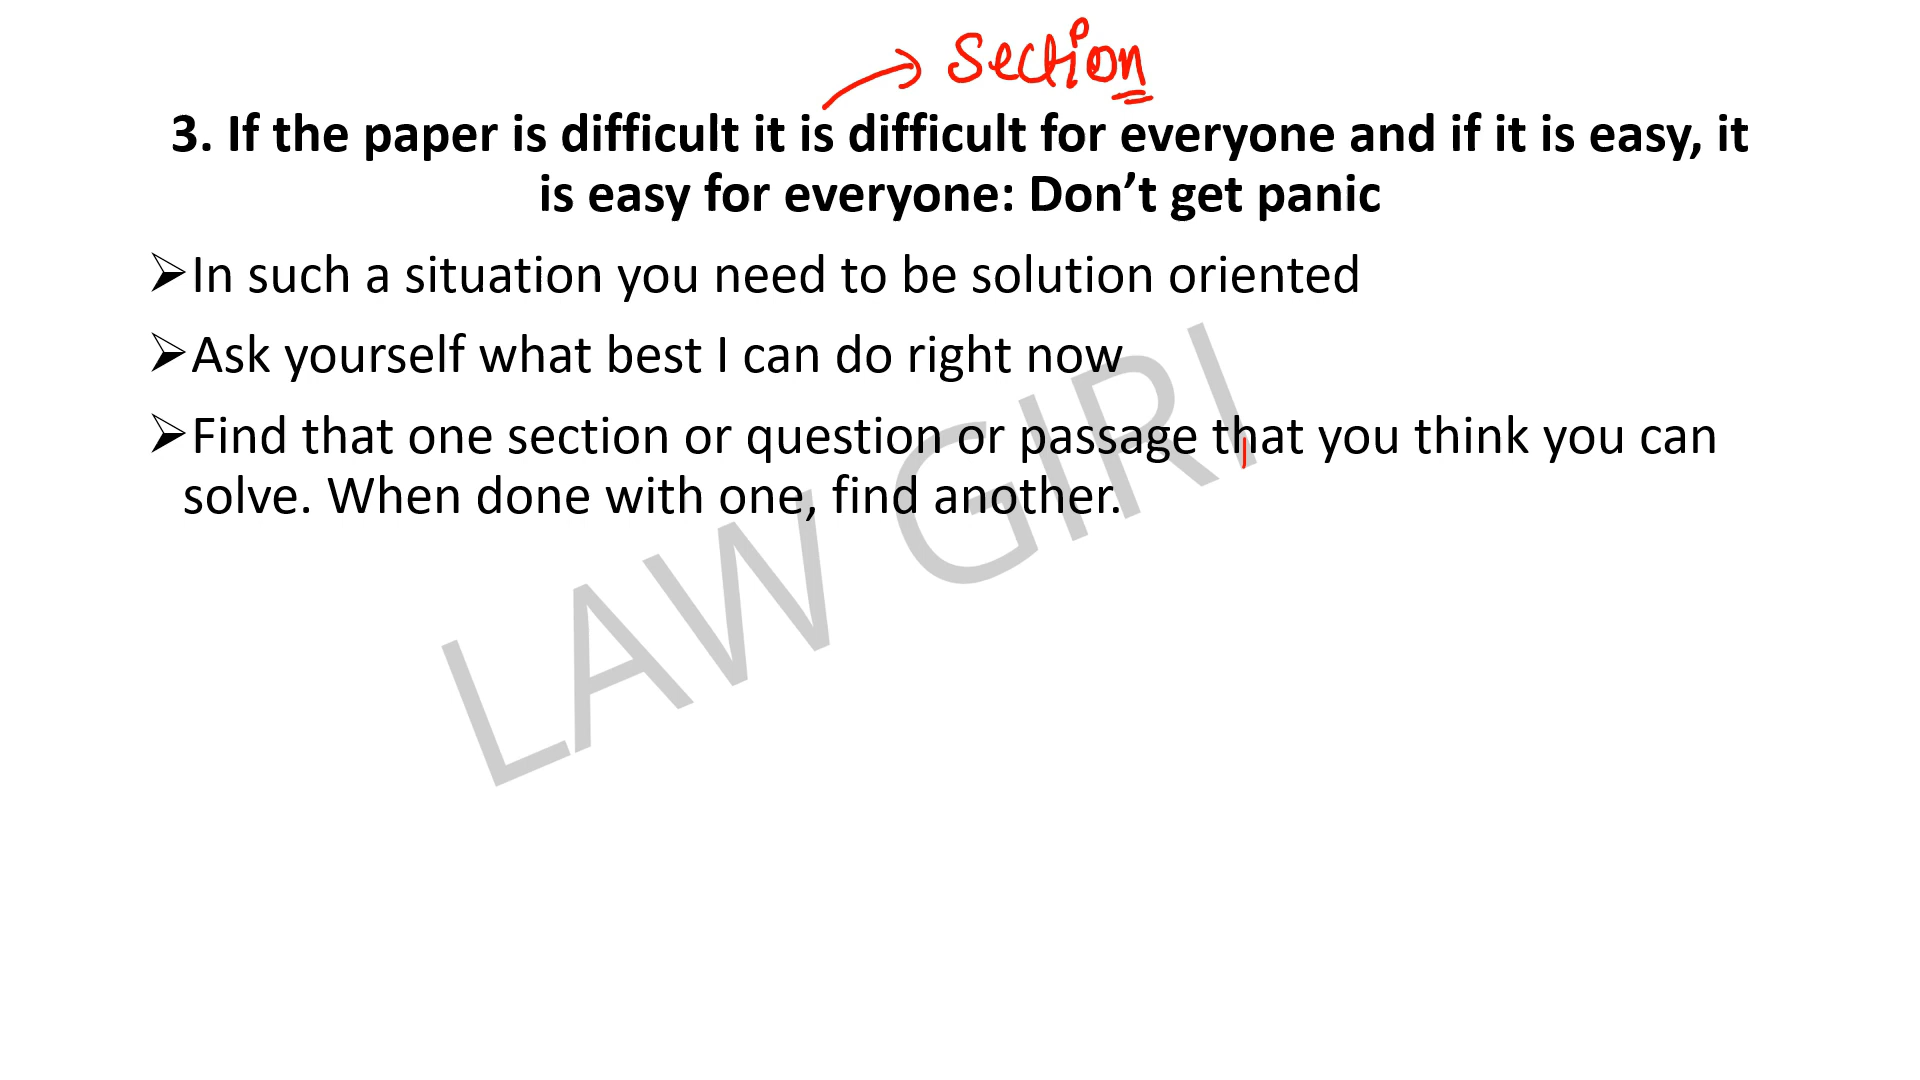 Section
3. If the paper is difficult it is difficult for everyone and if it is easy, it
is easy for everyone: Don’t get panic
➢In such a situation you need to be solution oriented
➢Ask yourself what best I can do right now
➢Find that one section or question or passage that you think you can
solve. When done with one, find another.
LAW GIRI